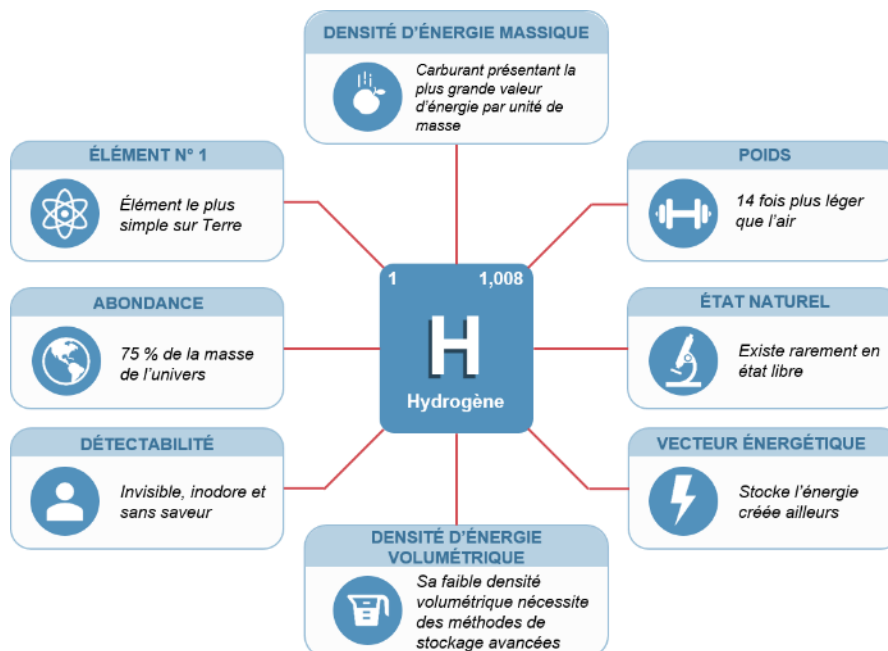 DENSITÉ D'ÉNERGIE MASSIQUE
Carburant présentant la
plus grande valeur
d'énergie par unité de
masse
ÉLÉMENT N° 1
Élément le plus
simple sur Terre
POIDS
14 fois plus léger
que l'air
1
1,008
H
Hydrogène
ABONDANCE
75 % de la masse
de l'univers
ÉTAT NATUREL
Existe rarement en
état libre
DÉTECTABILITÉ
Invisible, inodore et
sans saveur
VECTEUR ÉNERGÉTIQUE
Stocke l'énergie
créée ailleurs
DENSITÉ D'ÉNERGIE
VOLUMÉTRIQUE
Sa faible densité
volumétrique nécessite
des méthodes de
stockage avancées